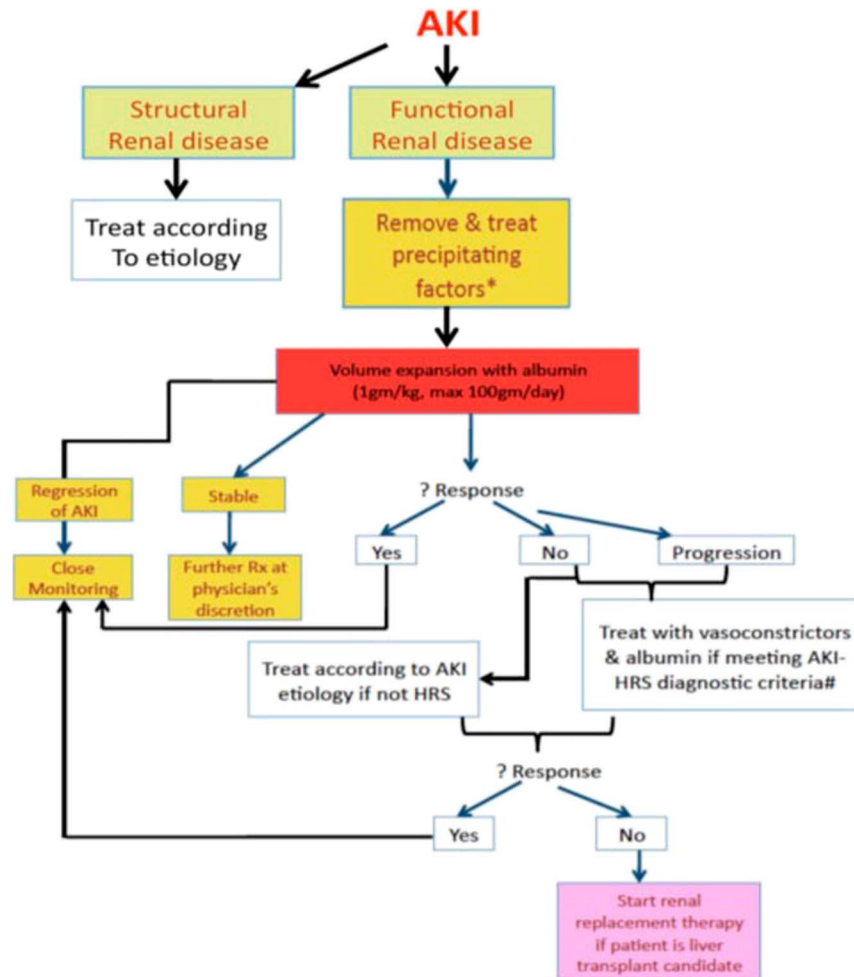 AKI
Structural
Renal disease
Functional
Renal disease
Treat according
To etiology
Remove & treat
precipitating
factors*
Volume expansion with albumin
(1gm/kg, max 100gm/day)
Regression
of AKI
Stable
? Response
Close
Monitoring
Further Rx at
physician's
discretion
Yes
No
Progression
Treat according to AKI
etiology if not HRS
Treat with vasoconstrictors
& albumin if meeting AKI-
HRS diagnostic criteria#
? Response
Yes
No
Start renal
replacement therapy
if patient is liver
transplant candidate